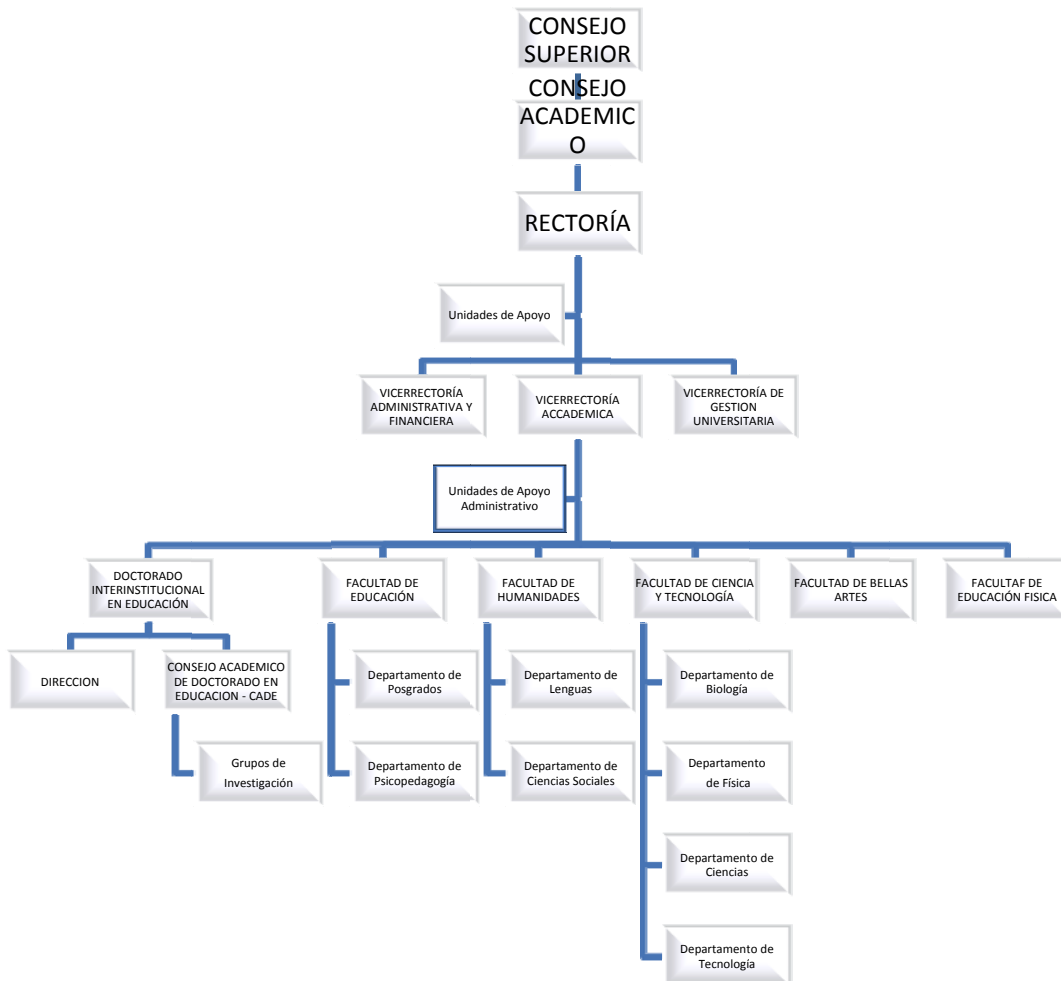 CONSEJO
SUPERIOR
CONSEJO
ACADEMIC
O
RECTORÍA
Unidades de Apoyo
VICERRECTORÍA
ADMINISTRATIVA Y
FINANCIERA
VICERRECTORÍA
ACCADEMICA
VICERRECTORÍA DE
GESTION
UNIVERSITARIA
Unidades de Apoyo
Administrativo
DOCTORADO
INTERINSTITUCIONAL
EN EDUCACIÓN
FACULTAD DE
EDUCACIÓN
FACULTAD DE
HUMANIDADES
FACULTAD DE CIENCIA
Y TECNOLOGÍA
FACULTAD DE BELLAS
ARTES
FACULTAF DE
EDUCACIÓN FISICA
DIRECCION
CONSEJO ACADEMICO
DE DOCTORADO EN
EDUCACION - CADE
Grupos de
Investigación
Departamento de
Posgrados
Departamento de
Psicopedagogía
Departamento de
Lenguas
Departamento de
Ciencias Sociales
Departamento de
Biología
Departamento
de Física
Departamento de
Ciencias
Departamento de
Tecnología